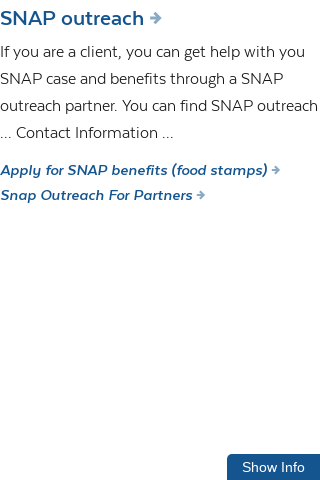 SNAP outreach
If you are a client, you can get help with you
SNAP case and benefits through a SNAP
outreach partner. You can find SNAP outreach
... Contact Information ...
Apply for SNAP benefits (food stamps)
Snap Outreach For Partners
Show Info